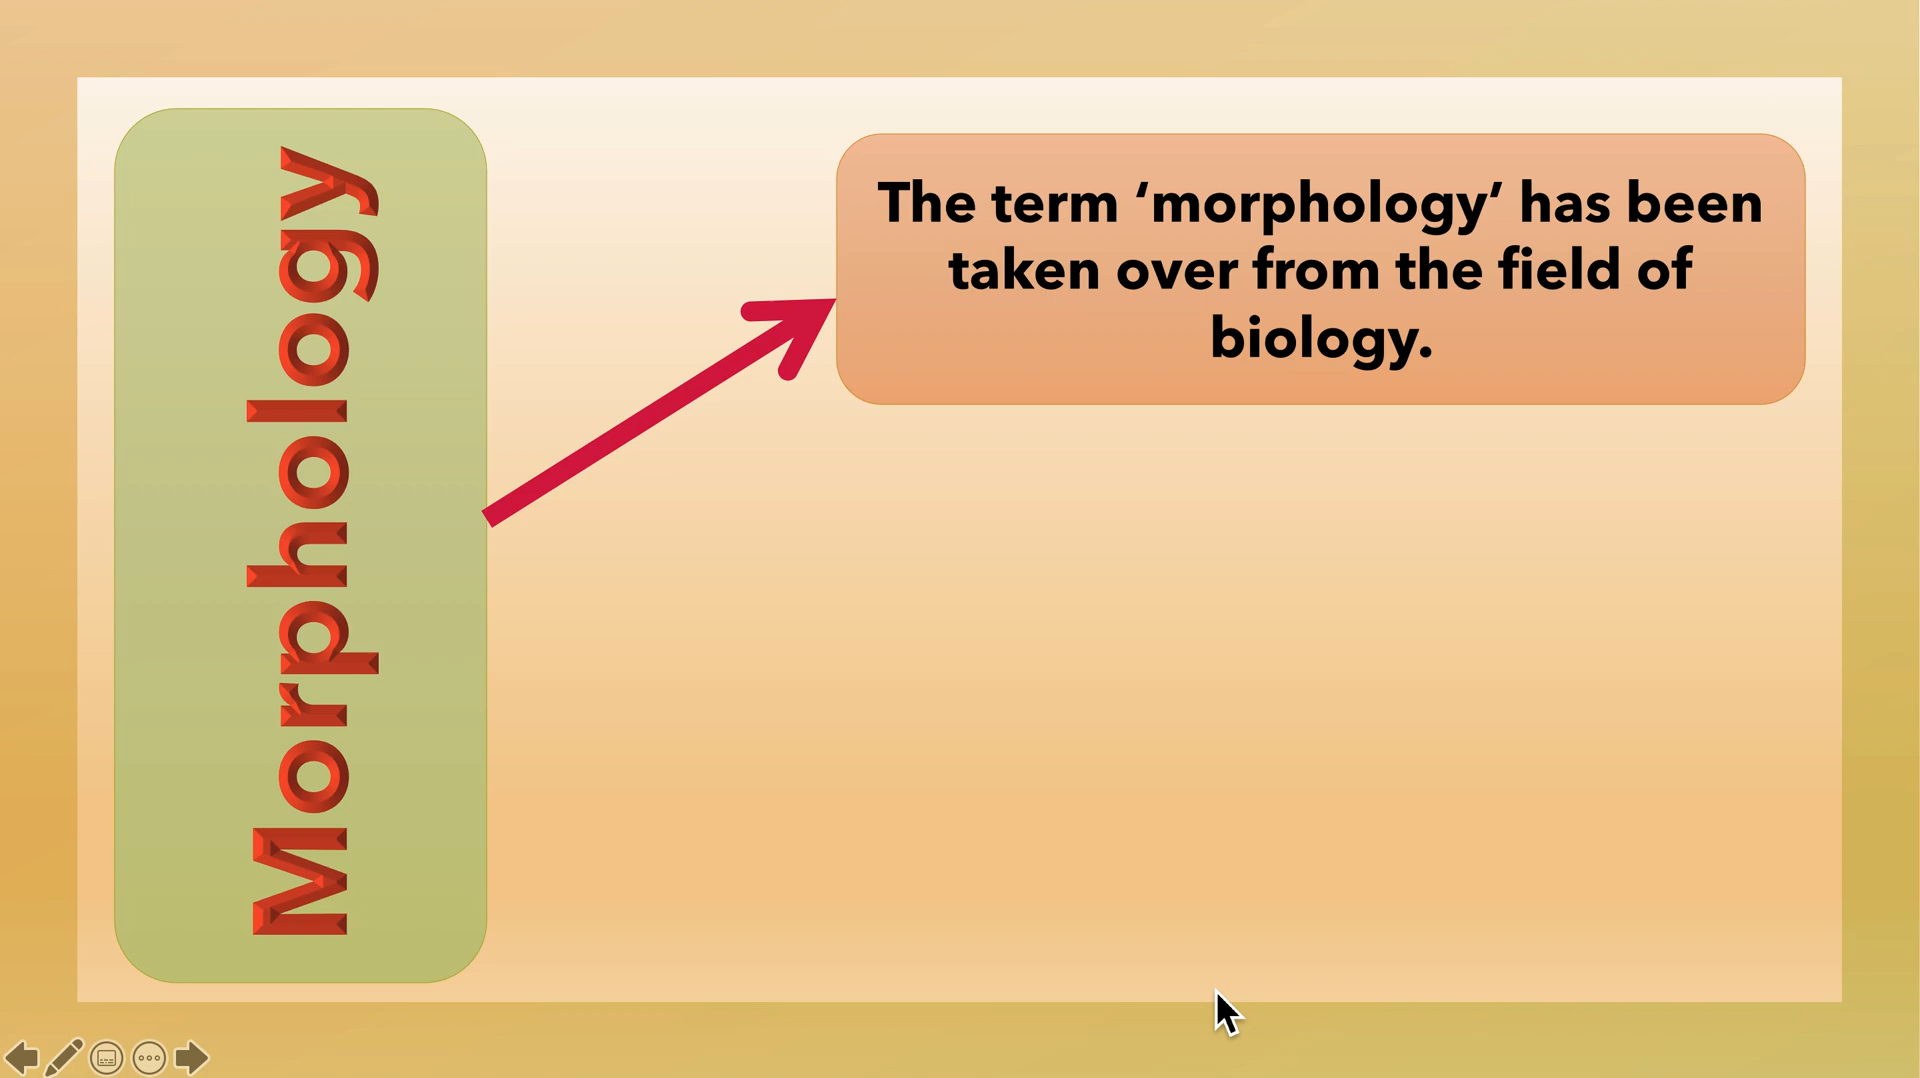 Morphology
The term ‘morphology‘ has been
taken over from the field of
biology.